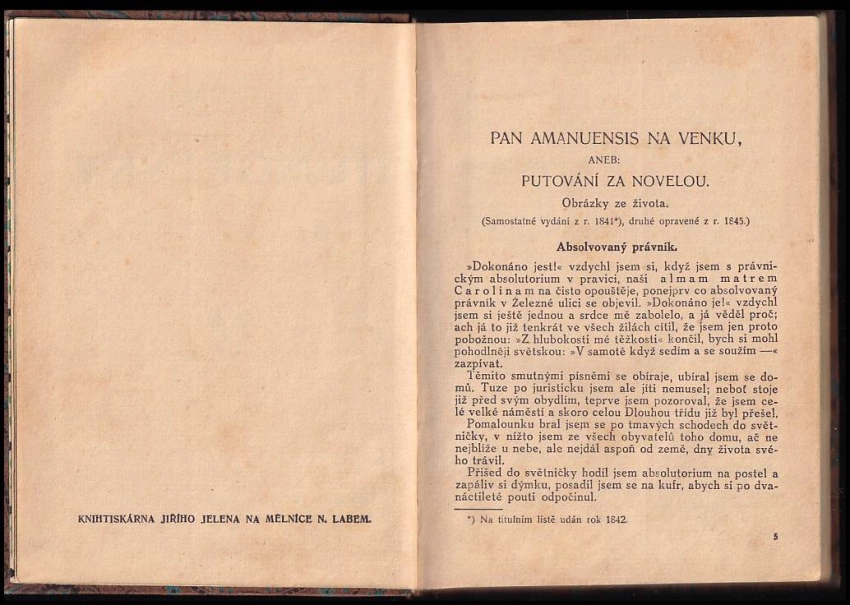 KNIHTISKÁRNA JIŘÍHO JELENA NA MĚLNÍCE N. LABEM.
PAN AMANUENSIS NA VENKU,
ANEB:
PUTOVÁNÍ ZA NOVELOU.
Obrázky ze života.
(Samostatné vydání z r. 1841*), druhé opravené z r. 1845.)
Absolvovaný právník.
»Dokonáno jest!« vzdychl jsem si, když jsem s právni-
ckým absolutorium v pravici, naši almam matrem
Carolinam na čisto opouštěje, ponejprv co absolvovaný
právník v Železné ulici se objevil. »Dokonáno je!« vzdychl
jsem si ještě jednou a srdce mě zabolelo, a já věděl proč;
ach já to již tenkrát ve všech žilách cítil, že jsem jen proto
pobožnou: »Z hlubokosti mé těžkosti« končil, bych si mohl
pohodlněji světskou: »V samotě když sedím a se soužím —«
zazpívat.
Těmito smutnými písněmi se obíraje, ubíral jsem se do-
mů. Tuze po juristicku jsem ale jíti nemusel; neboť stoje
již před svým obydlím, teprve jsem pozoroval, že jsem ce-
lé velké náměstí a skoro celou Dlouhou třídu již byl přešel.
Pomalounku bral jsem se po tmavých schodech do svět-
ničky, v nížto jsem ze všech obyvatelů toho domu, ač ne
nejblíže u nebe, ale nejdál aspoň od země, dny života své-
ho trávil.
Přišed do světničky hodil jsem absolutorium na postel a
zapáliv si dýmku, posadil jsem se na kufr, abych si po dva-
náctileté pouti odpočinul.
*) Na titulním listě udán rok 1842.
5